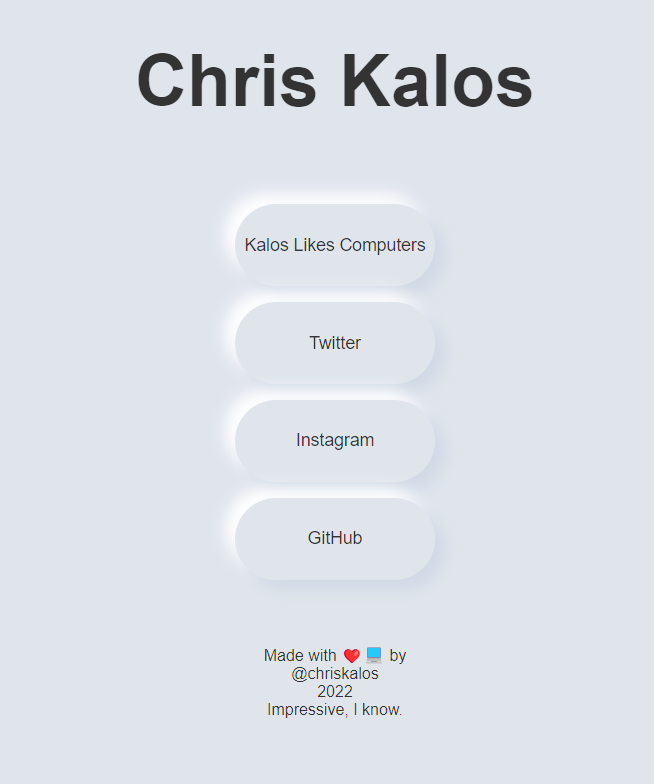 Chris Kalos
Kalos Likes Computers
Twitter
Instagram
GitHub
Made with ❤️ 💻 by
@chriskalos
2022
Impressive, I know.